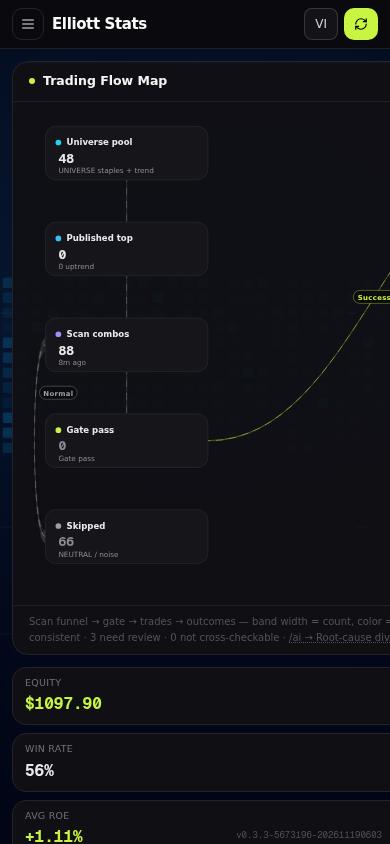 Elliott Stats
VI
Trading Flow Map
Universe pool
48
UNIVERSE staples + trend
Published top
0
0 uptrend
Success
Scan combos
88
8m ago
Normal
Gate pass
0
Gate pass
Skipped
66
NEUTRAL / noise
Scan funnel → gate → trades → outcomes — band width = count, color =
consistent · 3 need review · 0 not cross-checkable · /ai → Root-cause div
EQUITY
$1097.90
WIN RATE
56%
AVG ROE
+1.11%
v0.3.3-5673196-202611190603